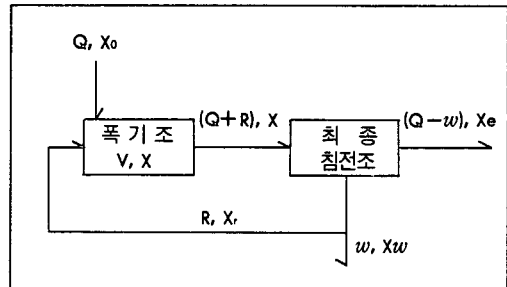 Q, X₀
(Q+R), X
(Q−w), Xe
폭 기 조
V, X
최 종
침전조
R, Xᵣ
w, Xw